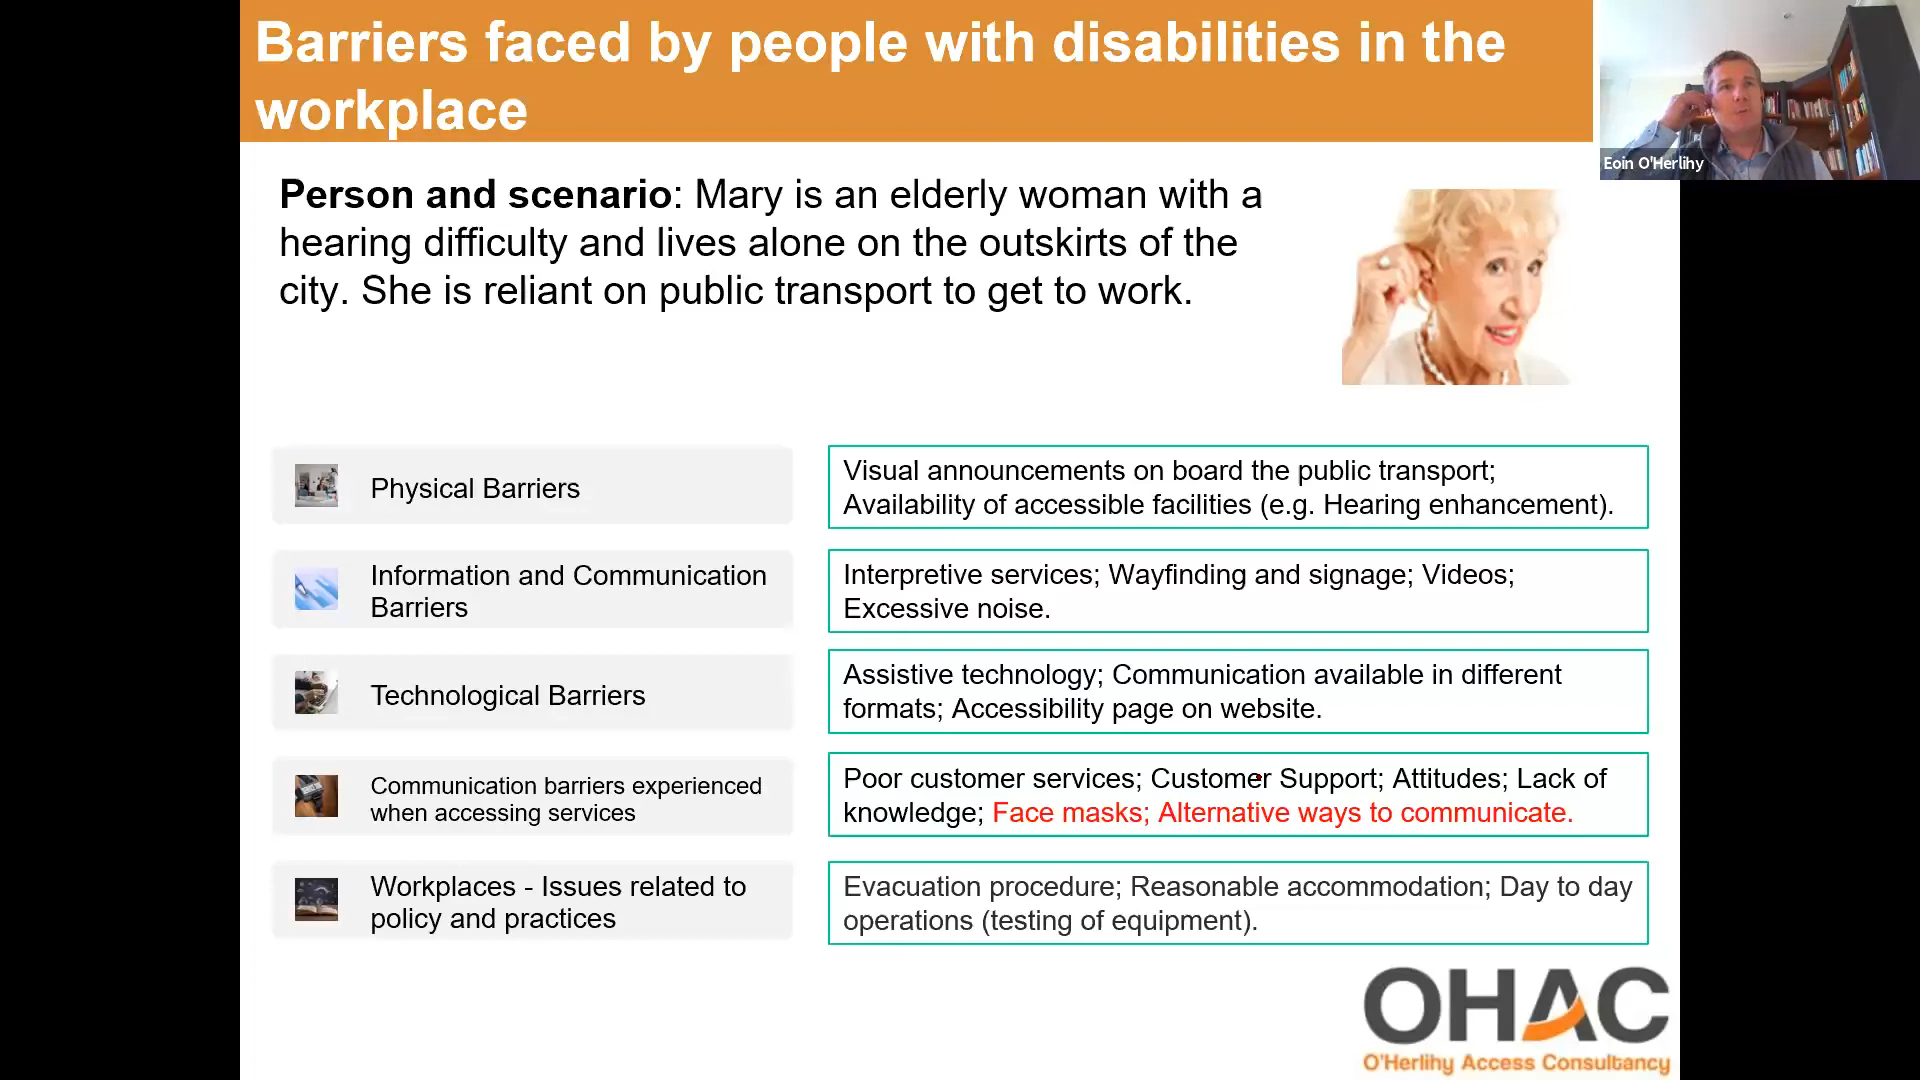 Barriers faced by people with disabilities in the
workplace
Eoin O'Herlihy
Person and scenario: Mary is an elderly woman with a
hearing difficulty and lives alone on the outskirts of the
city. She is reliant on public transport to get to work.
Physical Barriers
Visual announcements on board the public transport;
Availability of accessible facilities (e.g. Hearing enhancement).
Information and Communication
Barriers
Interpretive services; Wayfinding and signage; Videos;
Excessive noise.
Technological Barriers
Assistive technology; Communication available in different
formats; Accessibility page on website.
Communication barriers experienced
when accessing services
Poor customer services; Customer Support; Attitudes; Lack of
knowledge; Face masks; Alternative ways to communicate.
Workplaces - Issues related to
policy and practices
Evacuation procedure; Reasonable accommodation; Day to day
operations (testing of equipment).
OHAC
O'Herlihy Access Consultancy